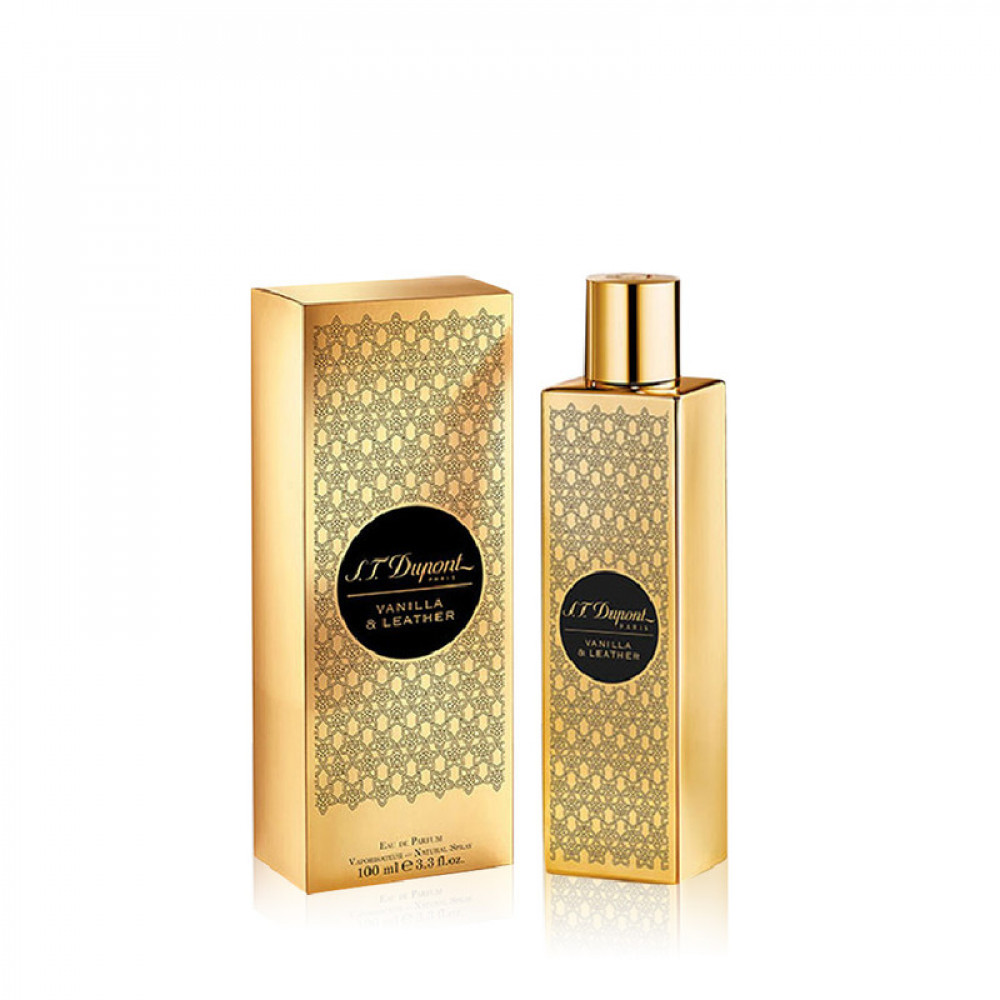 S.T. Dupont
PARIS
VANILLA
& LEATHER
EAU DE PARFUM
VAPORISATEUR – NATURAL SPRAY
100 ml e 3.3 fl.oz.
S.T. Dupont
PARIS
VANILLA
& LEATHER